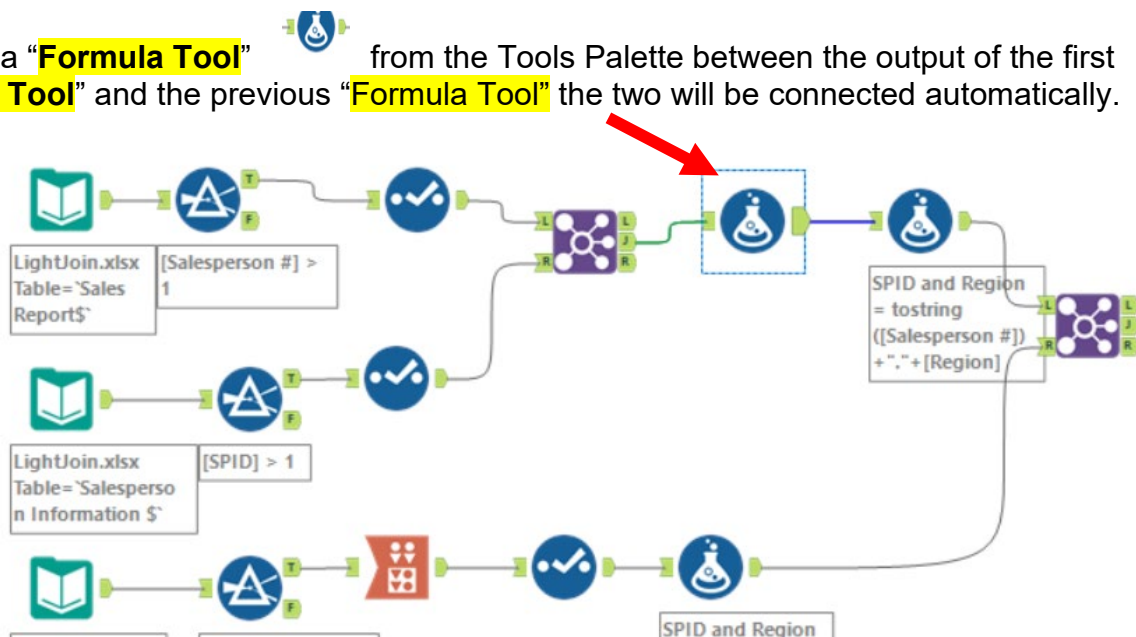 a “Formula Tool” from the Tools Palette between the output of the first
Tool” and the previous “Formula Tool” the two will be connected automatically.
T
F
L
R
L
J
R
LightJoin.xlsx
Table=`Sales
Report$`
[Salesperson #] >
1
SPID and Region
= tostring
([Salesperson #])
+","+[Region]
L
R
L
J
R
T
F
LightJoin.xlsx
Table=`Salesperso
n Information $`
[SPID] > 1
T
F
SPID and Region